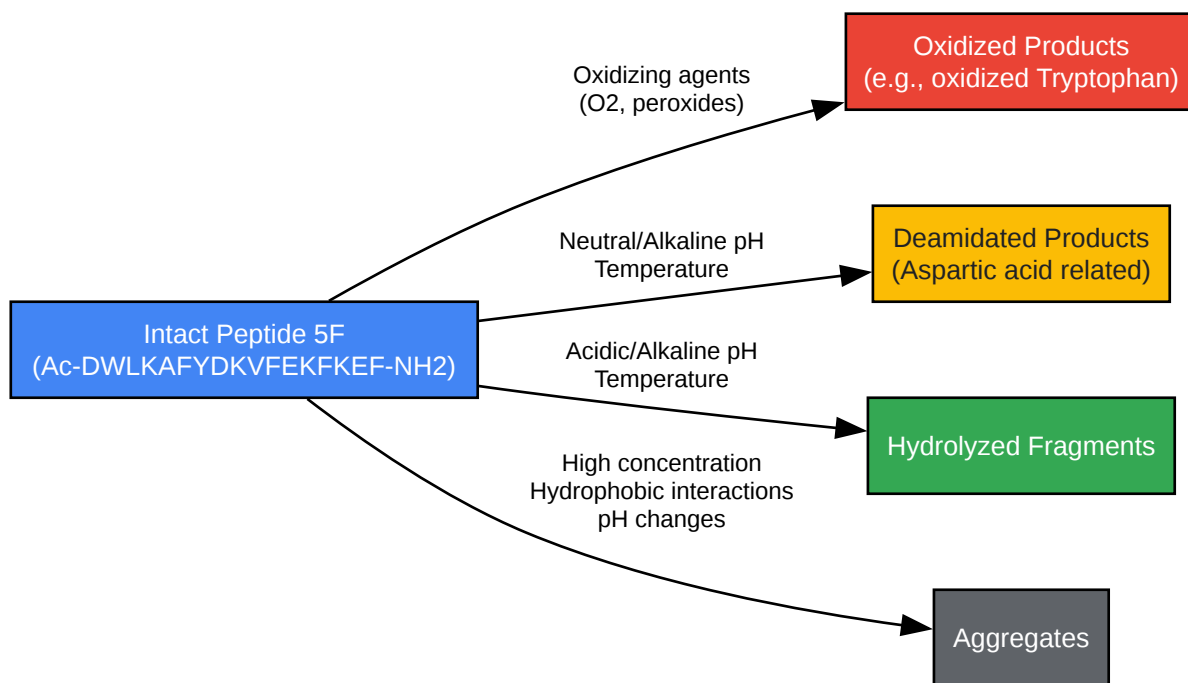 Oxidized Products
(e.g., oxidized Tryptophan)
Oxidizing agents
(O2, peroxides)
Deamidated Products
(Aspartic acid related)
Neutral/Alkaline pH
Temperature
Intact Peptide 5F
(Ac-DWLKAFYDKVFEKFKEF-NH2)
Acidic/Alkaline pH
Temperature
Hydrolyzed Fragments
High concentration
Hydrophobic interactions
pH changes
Aggregates